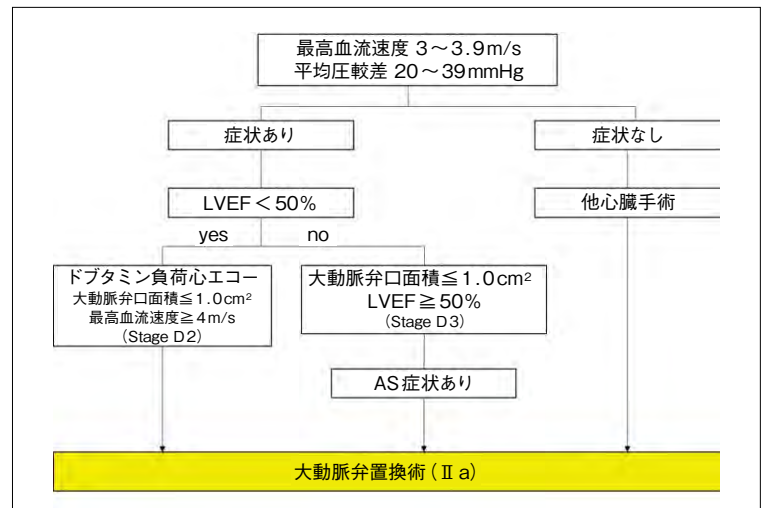 最高血流速度 3～3.9m/s
平均圧較差 20～39mmHg
症状あり
症状なし
LVEF＜50%
他心臓手術
yes
no
ドブタミン負荷心エコー
大動脈弁口面積≦1.0cm²
最高血流速度≧4m/s
（Stage D2）
大動脈弁口面積≦1.0cm²
LVEF≧50%
（Stage D3）
AS症状あり
大動脈弁置換術（Ⅱa）